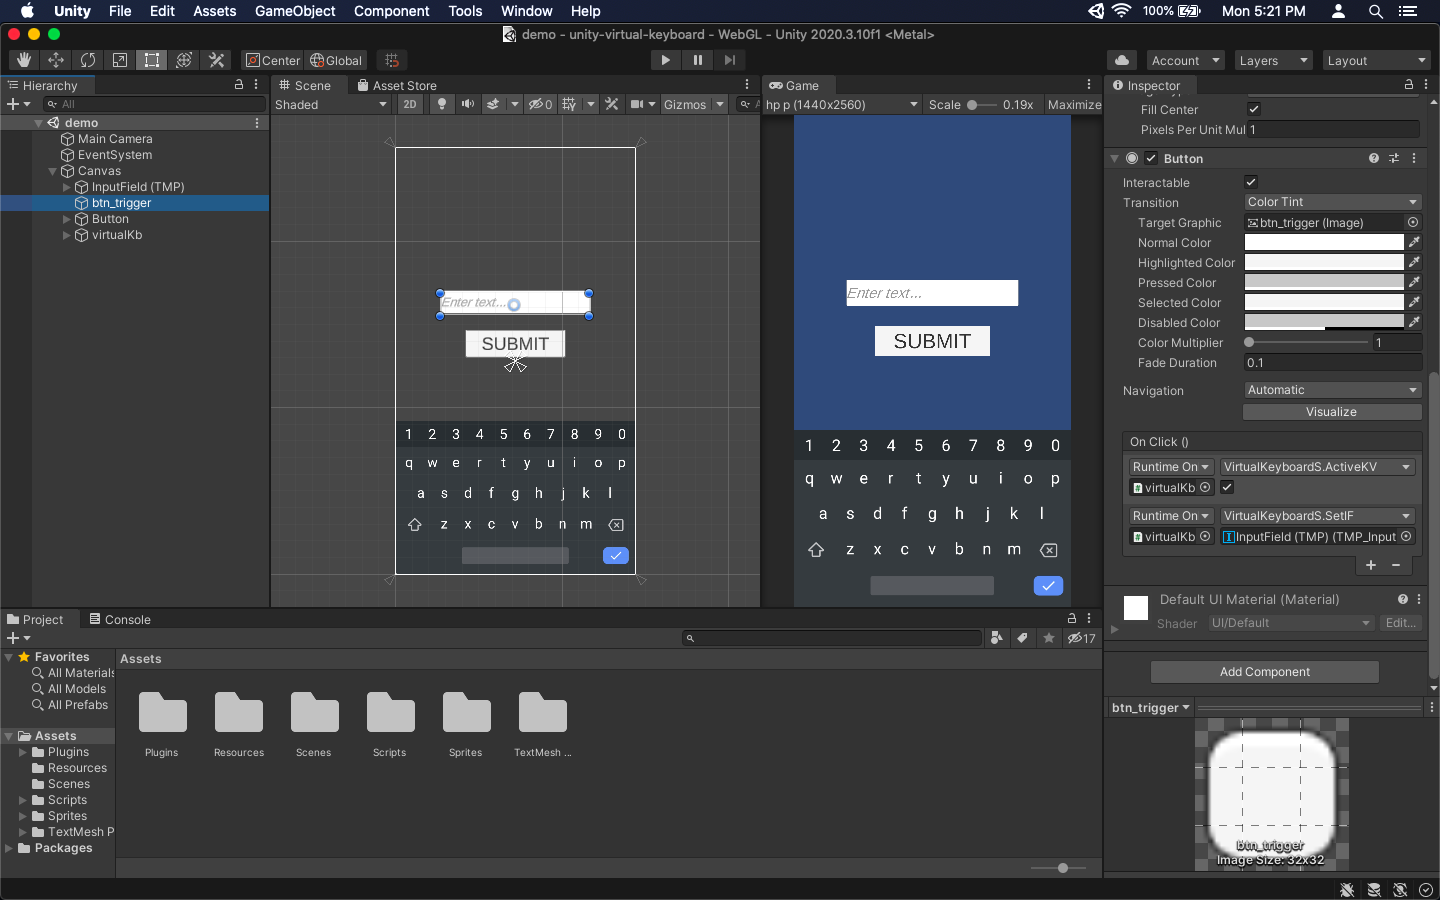 Unity File Edit Assets GameObject Component Tools Window Help 100% Mon 5:21 PM
demo - unity-virtual-keyboard - WebGL - Unity 2020.3.10f1 <Metal>
Center Global Account Layers Layout
Hierarchy
All
demo
Main Camera
EventSystem
Canvas
InputField (TMP)
btn_trigger
Button
virtualKb
Scene Asset Store
Shaded 2D 0 Gizmos A
Enter text...
SUBMIT
1 2 3 4 5 6 7 8 9 0
q w e r t y u i o p
a s d f g h j k l
z x c v b n m
Game
hp p (1440x2560) Scale 0.19x Maximize
Enter text...
SUBMIT
1 2 3 4 5 6 7 8 9 0
q w e r t y u i o p
a s d f g h j k l
z x c v b n m
Inspector
Fill Center
Pixels Per Unit Mul 1
Button
Interactable
Transition Color Tint
Target Graphic btn_trigger (Image)
Normal Color
Highlighted Color
Pressed Color
Selected Color
Disabled Color
Color Multiplier 1
Fade Duration 0.1
Navigation Automatic
Visualize
On Click ()
Runtime On VirtualKeyboardS.ActiveKV
virtualKb
Runtime On VirtualKeyboardS.SetIF
virtualKb InputField (TMP) (TMP_Input
+ −
Default UI Material (Material)
Shader UI/Default Edit...
Add Component
btn_trigger
btn_trigger
Image Size: 32x32
Project Console
17
Favorites
All Materials
All Models
All Prefabs
Assets
Plugins
Resources
Scenes
Scripts
Sprites
TextMesh P
Packages
Assets
Plugins Resources Scenes Scripts Sprites TextMesh ...